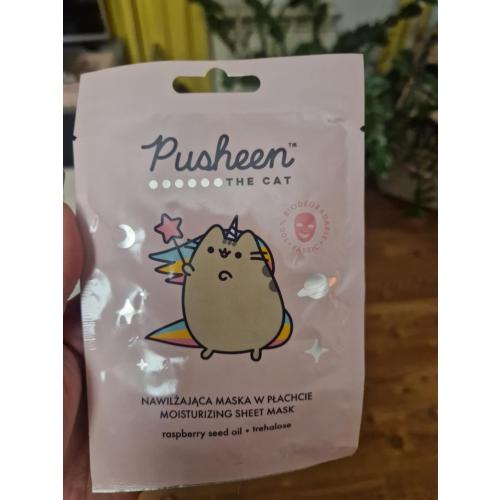 Pusheen™
THE CAT
100% BIODEGRADABLE
FABRIC
NAWILŻAJĄCA MASKA W PŁACHCIE
MOISTURIZING SHEET MASK
raspberry seed oil • trehalose